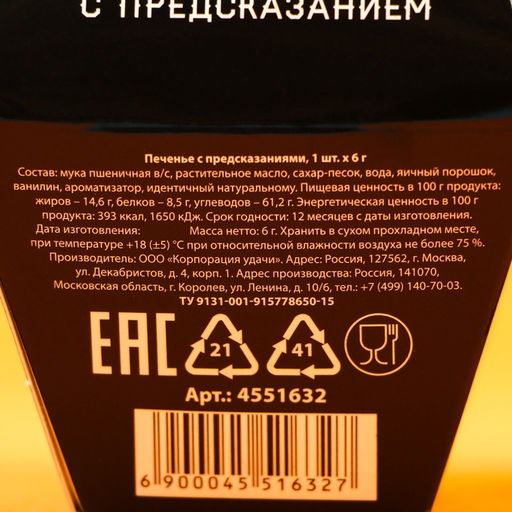 С ПРЕДСКАЗАНИЕМ
Печенье с предсказаниями, 1 шт. х 6 г
Состав: мука пшеничная в/с, растительное масло, сахар-песок, вода, яичный порошок,
ванилин, ароматизатор, идентичный натуральному. Пищевая ценность в 100 г продукта:
жиров – 14,6 г, белков – 8,5 г, углеводов – 61,2 г. Энергетическая ценность в 100 г
продукта: 393 ккал, 1650 кДж. Срок годности: 12 месяцев с даты изготовления.
Дата изготовления: Масса нетто: 6 г. Хранить в сухом прохладном месте,
при температуре +18 (±5) °С при относительной влажности воздуха не более 75 %.
Производитель: ООО «Корпорация удачи». Адрес: Россия, 127562, г. Москва,
ул. Декабристов, д. 4, корп. 1. Адрес производства: Россия, 141070,
Московская область, г. Королев, ул. Ленина, д. 10/6, тел.: +7 (499) 140-70-03.
ТУ 9131-001-915778650-15
EAC 21 41
Арт.: 4551632
6 900045 516327